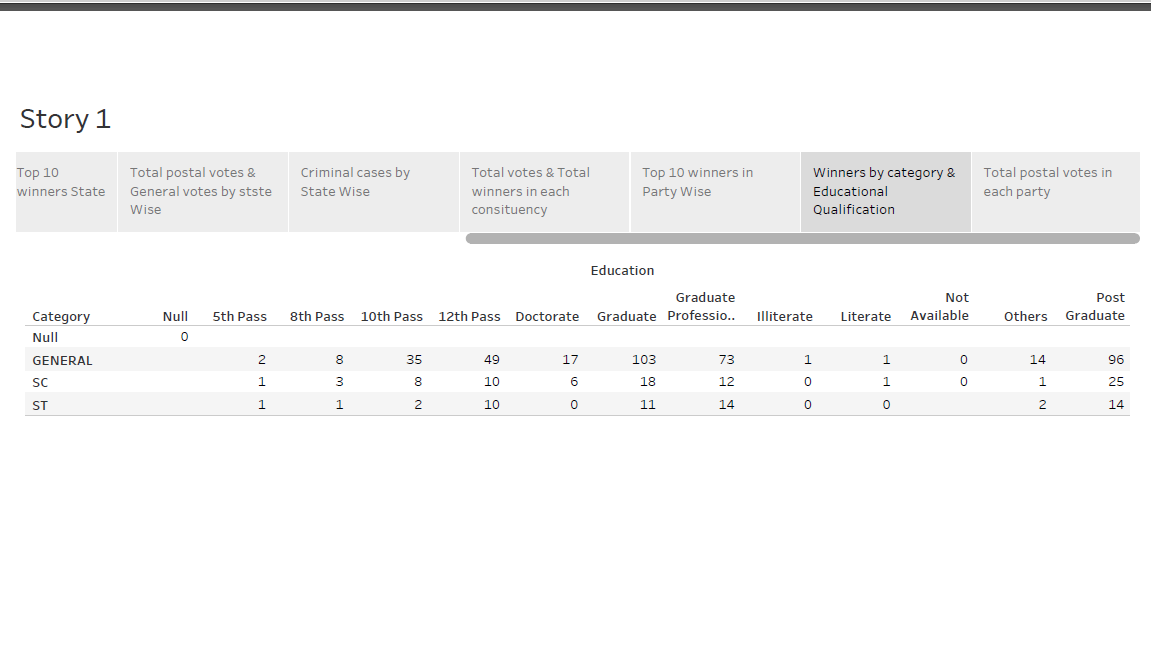 Story 1
Top 10
winners State
Total postal votes &
General votes by stste
Wise
Criminal cases by
State Wise
Total votes & Total
winners in each
consituency
Top 10 winners in
Party Wise
Winners by category &
Educational
Qualification
Total postal votes in
each party
Education
Category Null 5th Pass 8th Pass 10th Pass 12th Pass Doctorate Graduate Graduate Professio.. Illiterate Literate Not Available Others Post Graduate
Null 0
GENERAL 2 8 35 49 17 103 73 1 1 0 14 96
SC 1 3 8 10 6 18 12 0 1 0 1 25
ST 1 1 2 10 0 11 14 0 0 2 14